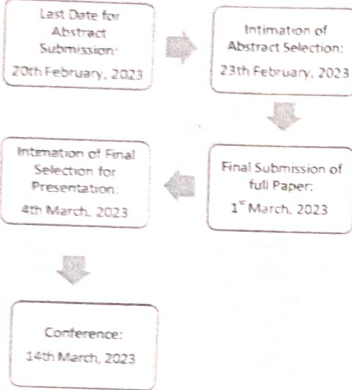 Last Date for
Abstract
Submission:
20th February, 2023
Intimation of
Abstract Selection:
23th February, 2023
Final Submission of
full Paper:
1st March, 2023
Intimation of Final
Selection for
Presentation:
4th March, 2023
Conference:
14th March, 2023